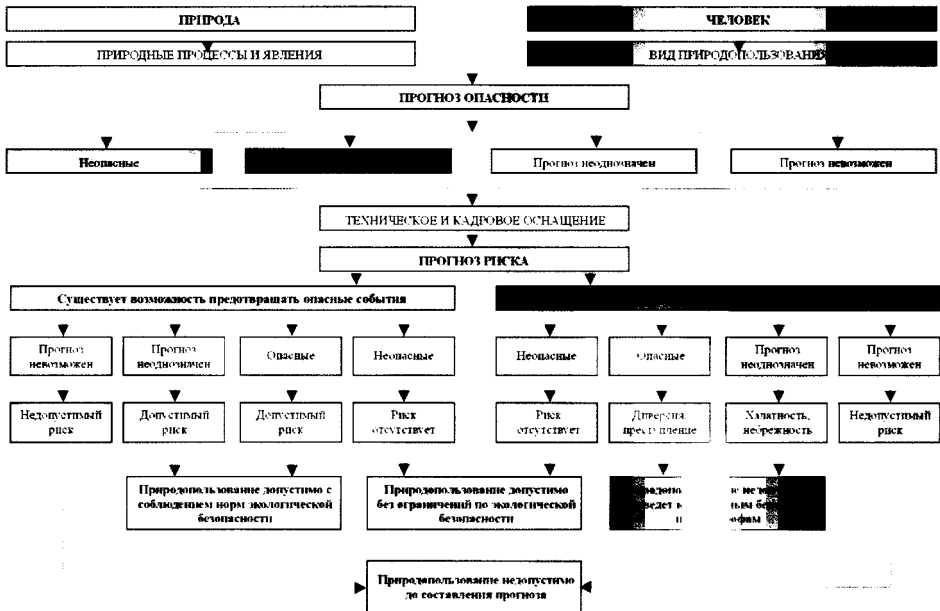 ПРИРОДА
ЧЕЛОВЕК
ПРИРОДНЫЕ ПРОЦЕССЫ И ЯВЛЕНИЯ
ВИД ПРИРОДОПОЛЬЗОВАНИЯ
ПРОГНОЗ ОПАСНОСТИ
Неопасные
Прогноз неоднозначен
Прогноз невозможен
ТЕХНИЧЕСКОЕ И КАДРОВОЕ ОСНАЩЕНИЕ
ПРОГНОЗ РИСКА
Существует возможность предотвращать опасные события
Прогноз
невозможен
Прогноз
неоднозначен
Опасные
Неопасные
Неопасные
Опасные
Прогноз
неоднозначен
Прогноз
невозможен
Недопустимый
риск
Допустимый
риск
Допустимый
риск
Риск
отсутствует
Риск
отсутствует
Диверсия,
преступление
Халатность,
небрежность
Недопустимый
риск
Природопользование допустимо с
соблюдением норм экологической
безопасности
Природопользование допустимо
без ограничений по экологической
безопасности
Природопользование недопустимо
до составления прогноза